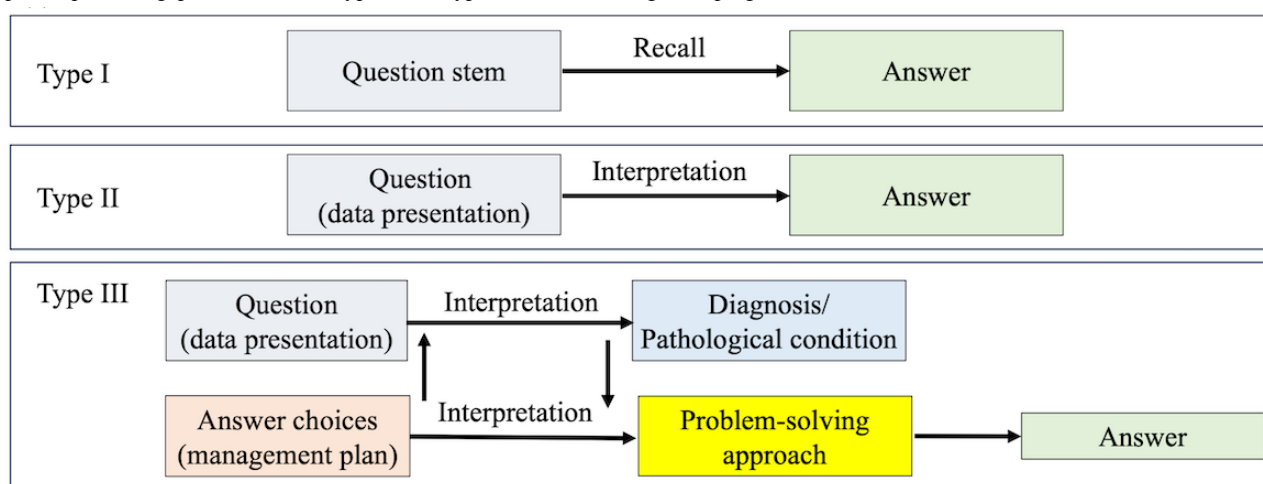 Type I
Question stem
Recall
Answer
Type II
Question
(data presentation)
Interpretation
Answer
Type III
Question
(data presentation)
Interpretation
Diagnosis/
Pathological condition
Answer choices
(management plan)
Interpretation
Problem-solving
approach
Answer